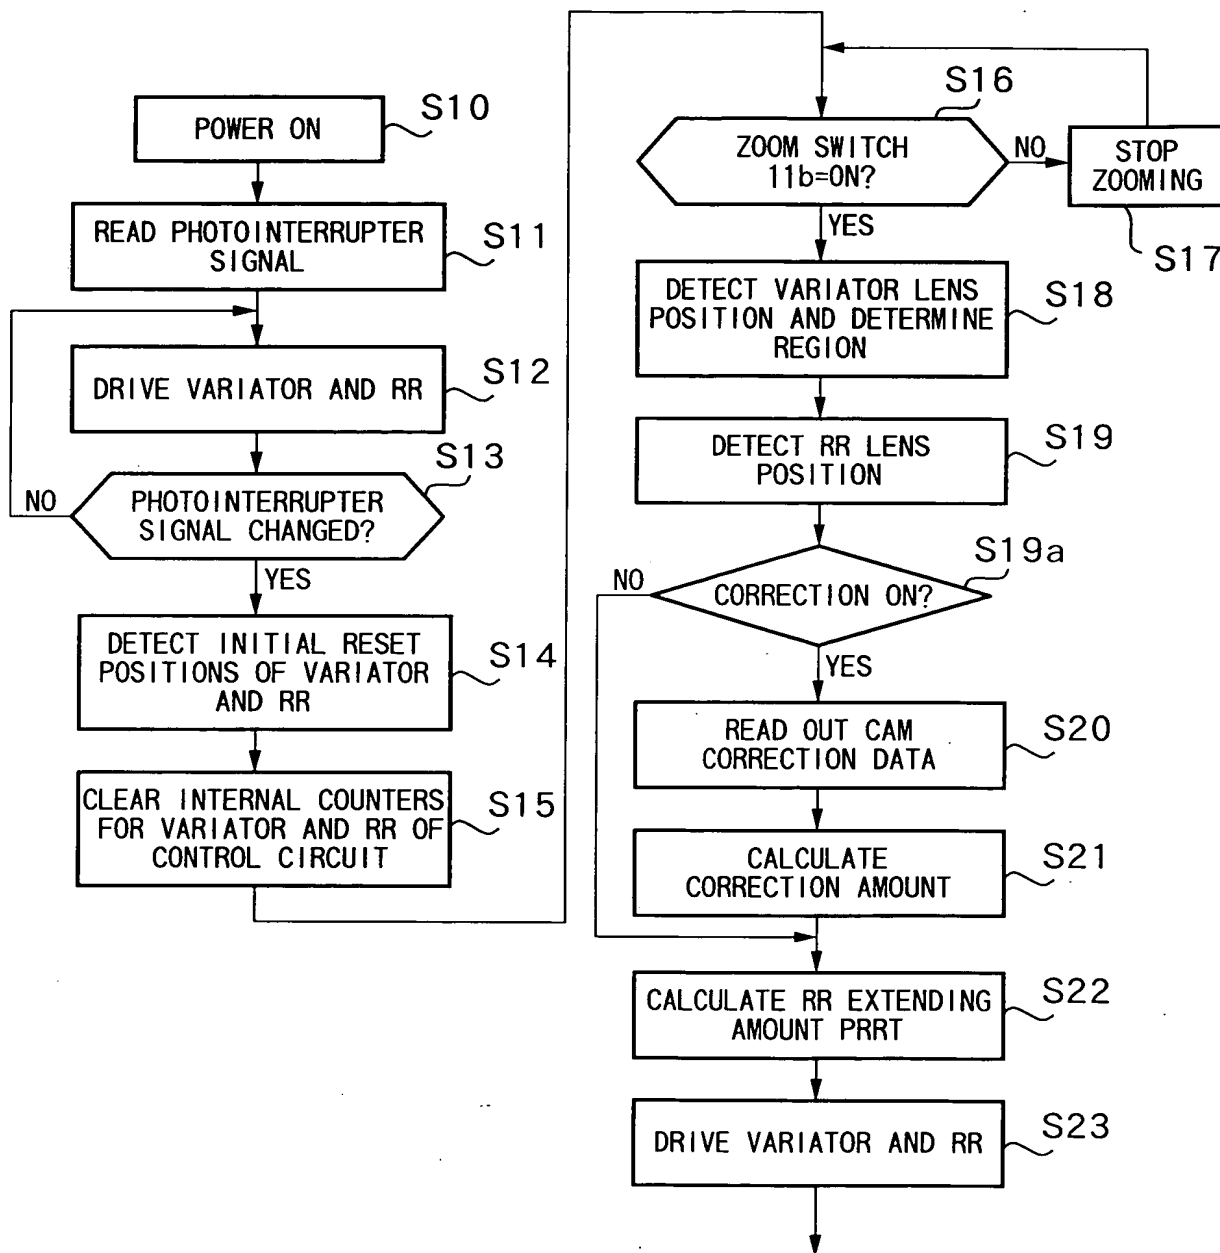 POWER ON
S10
READ PHOTOINTERRUPTER
SIGNAL
S11
DRIVE VARIATOR AND RR
S12
PHOTOINTERRUPTER
SIGNAL CHANGED?
S13
NO
YES
DETECT INITIAL RESET
POSITIONS OF VARIATOR
AND RR
S14
CLEAR INTERNAL COUNTERS
FOR VARIATOR AND RR OF
CONTROL CIRCUIT
S15
ZOOM SWITCH
11b=ON?
S16
NO
STOP
ZOOMING
S17
YES
DETECT VARIATOR LENS
POSITION AND DETERMINE
REGION
S18
DETECT RR LENS
POSITION
S19
CORRECTION ON?
S19a
NO
YES
READ OUT CAM
CORRECTION DATA
S20
CALCULATE
CORRECTION AMOUNT
S21
CALCULATE RR EXTENDING
AMOUNT PRRT
S22
DRIVE VARIATOR AND RR
S23